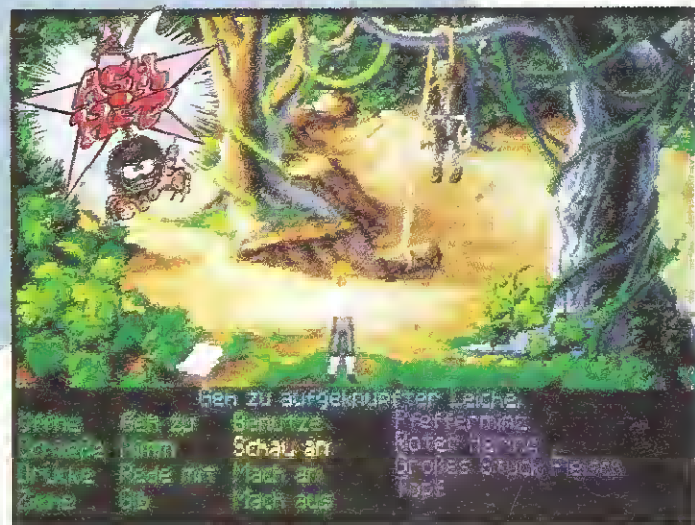 Geh zu aufgeknuepfter Leiche
Öffne Geh zu Benutze Pfefferminz
Schließe Nimm Schau an Roter Hering
Drücke Rede mit Mach an Großes Stück Fleisch
Ziehe Gib Mach aus Topf